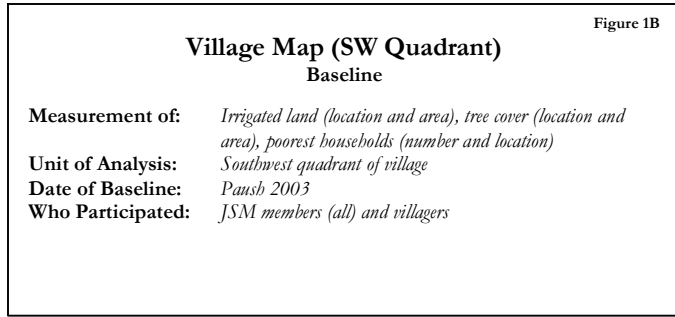 Figure 1B
Village Map (SW Quadrant)
Baseline
Measurement of: Irrigated land (location and area), tree cover (location and
area), poorest households (number and location)
Unit of Analysis: Southwest quadrant of village
Date of Baseline: Paush 2003
Who Participated: JSM members (all) and villagers